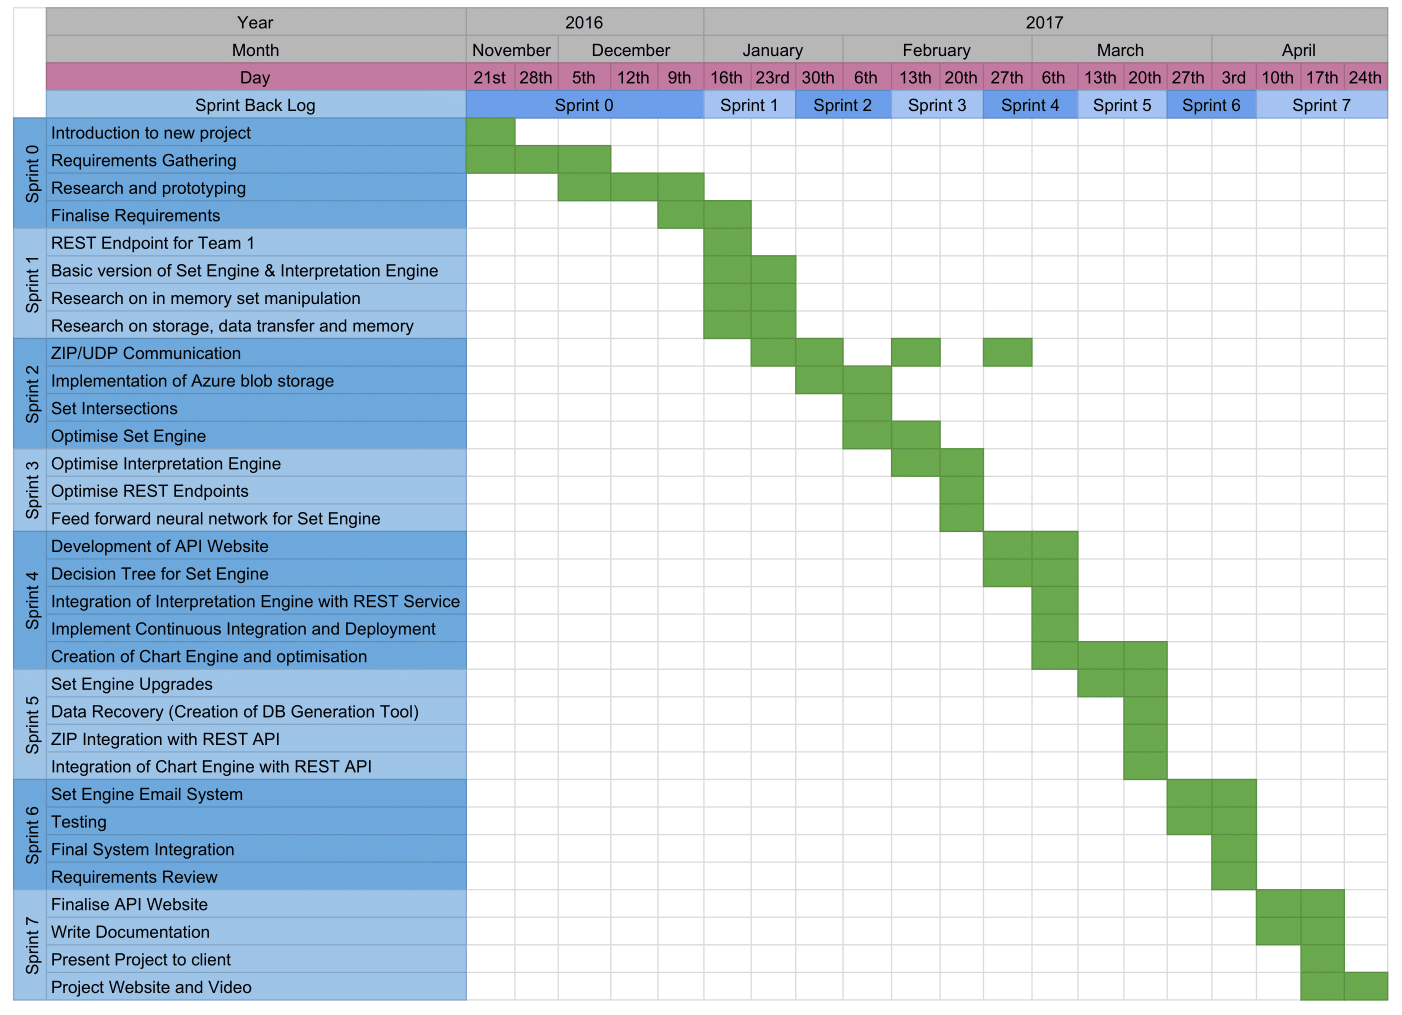 Year 2016 2017
Month November December January February March April
Day 21st 28th 5th 12th 9th 16th 23rd 30th 6th 13th 20th 27th 6th 13th 20th 27th 3rd 10th 17th 24th
Sprint Back Log Sprint 0 Sprint 1 Sprint 2 Sprint 3 Sprint 4 Sprint 5 Sprint 6 Sprint 7
Sprint 0
Introduction to new project
Requirements Gathering
Research and prototyping
Finalise Requirements
Sprint 1
REST Endpoint for Team 1
Basic version of Set Engine & Interpretation Engine
Research on in memory set manipulation
Research on storage, data transfer and memory
Sprint 2
ZIP/UDP Communication
Implementation of Azure blob storage
Set Intersections
Optimise Set Engine
Sprint 3
Optimise Interpretation Engine
Optimise REST Endpoints
Feed forward neural network for Set Engine
Sprint 4
Development of API Website
Decision Tree for Set Engine
Integration of Interpretation Engine with REST Service
Implement Continuous Integration and Deployment
Creation of Chart Engine and optimisation
Sprint 5
Set Engine Upgrades
Data Recovery (Creation of DB Generation Tool)
ZIP Integration with REST API
Integration of Chart Engine with REST API
Sprint 6
Set Engine Email System
Testing
Final System Integration
Requirements Review
Sprint 7
Finalise API Website
Write Documentation
Present Project to client
Project Website and Video